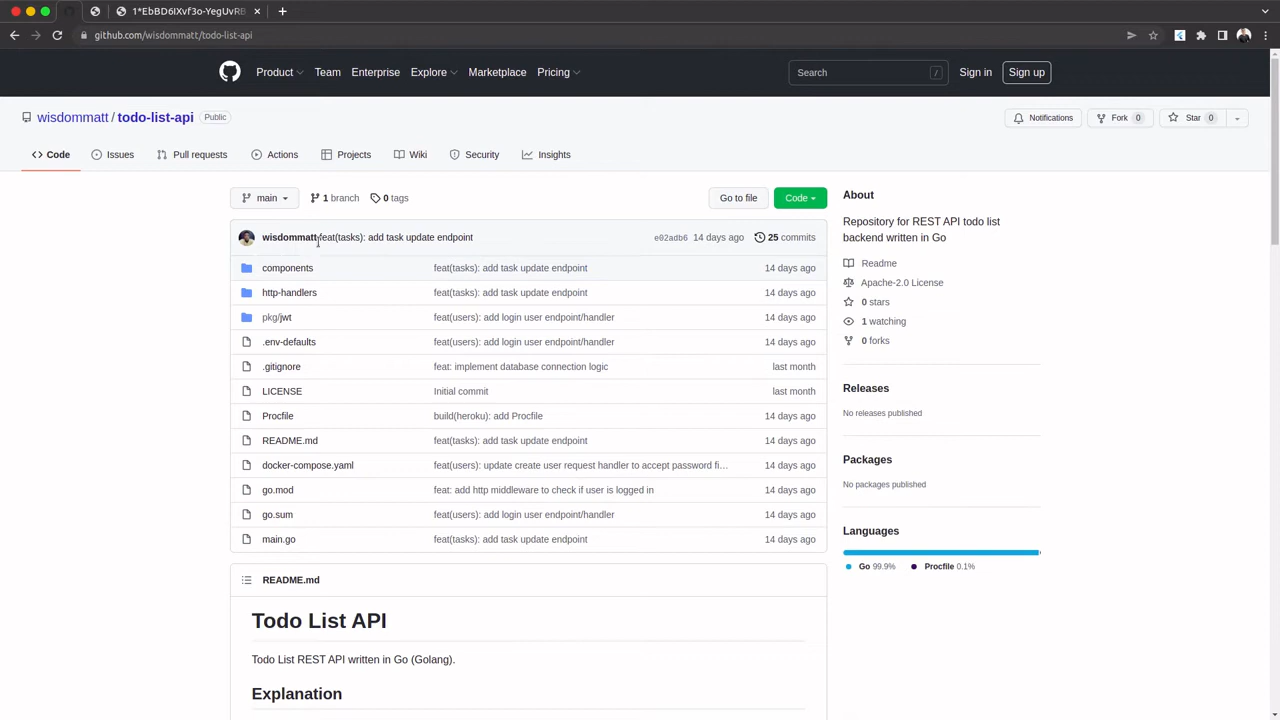 1*EbBD6IXvf3o-YegUvRB
github.com/wisdommatt/todo-list-api
Product Team Enterprise Explore Marketplace Pricing Search / Sign in Sign up
wisdommatt / todo-list-api Public Notifications Fork 0 Star 0
Code Issues Pull requests Actions Projects Wiki Security Insights
main 1 branch 0 tags Go to file Code
wisdommatt feat(tasks): add task update endpoint e02adb6 14 days ago 25 commits
components feat(tasks): add task update endpoint 14 days ago
http-handlers feat(tasks): add task update endpoint 14 days ago
pkg/jwt feat(users): add login user endpoint/handler 14 days ago
.env-defaults feat(users): add login user endpoint/handler 14 days ago
.gitignore feat: implement database connection logic last month
LICENSE Initial commit last month
Procfile build(heroku): add Procfile 14 days ago
README.md feat(tasks): add task update endpoint 14 days ago
docker-compose.yaml feat(users): update create user request handler to accept password fi... 14 days ago
go.mod feat: add http middleware to check if user is logged in 14 days ago
go.sum feat(users): add login user endpoint/handler 14 days ago
main.go feat(tasks): add task update endpoint 14 days ago
README.md
Todo List API
Todo List REST API written in Go (Golang).
Explanation
About
Repository for REST API todo list
backend written in Go
Readme
Apache-2.0 License
0 stars
1 watching
0 forks
Releases
No releases published
Packages
No packages published
Languages
Go 99.9% Procfile 0.1%